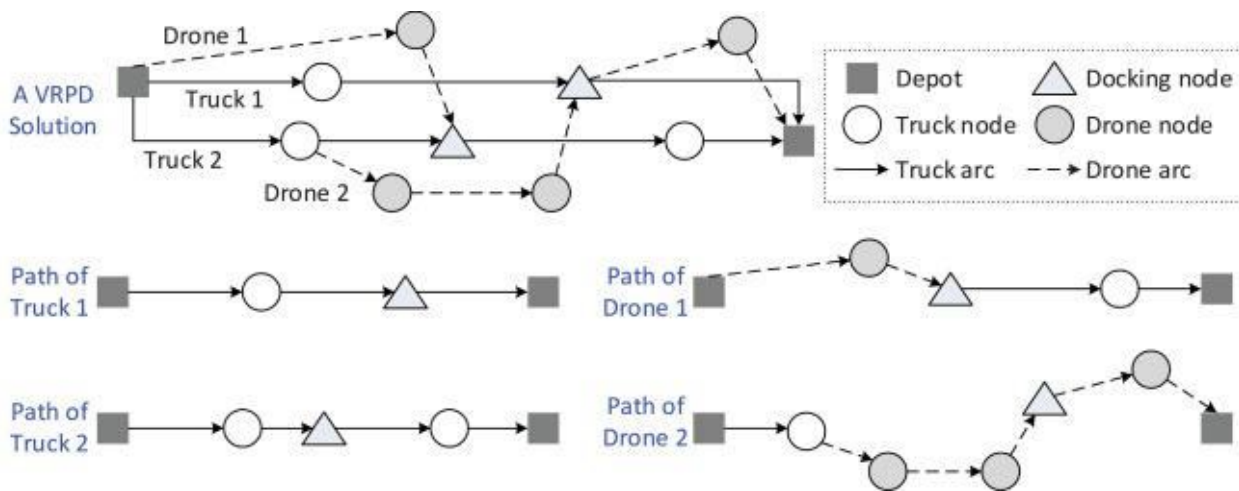 Drone 1
Depot
Docking node
A VRPD
Solution
Truck 1
Truck node
Drone node
Truck 2
Drone 2
Truck arc
Drone arc
Path of
Truck 1
Path of
Drone 1
Path of
Truck 2
Path of
Drone 2